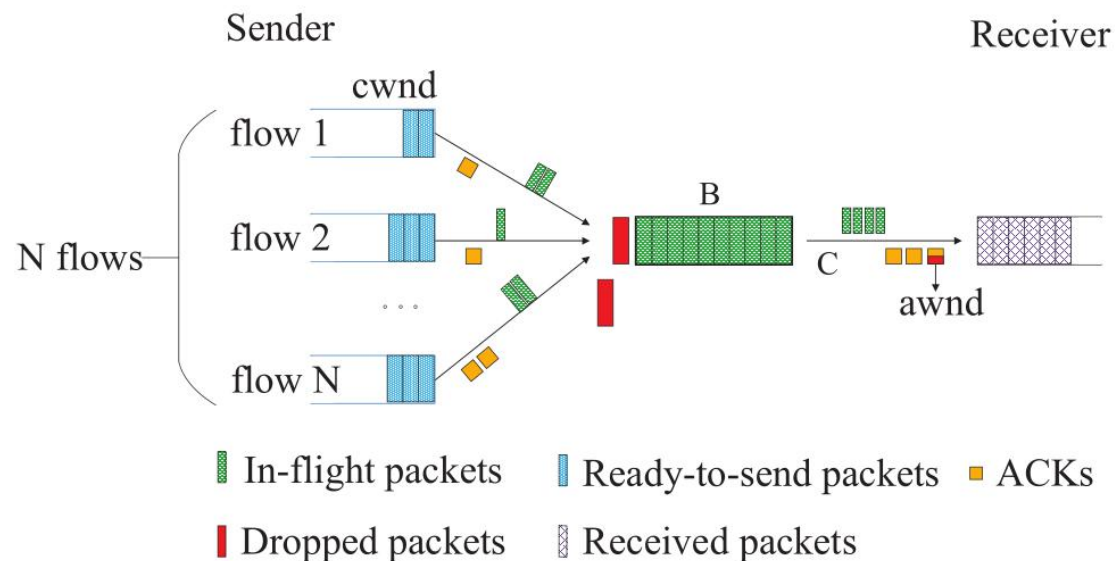 Sender
Receiver
cwnd
flow 1
B
flow 2
N flows
C
awnd
. . .
flow N
In-flight packets
Ready-to-send packets
ACKs
Dropped packets
Received packets